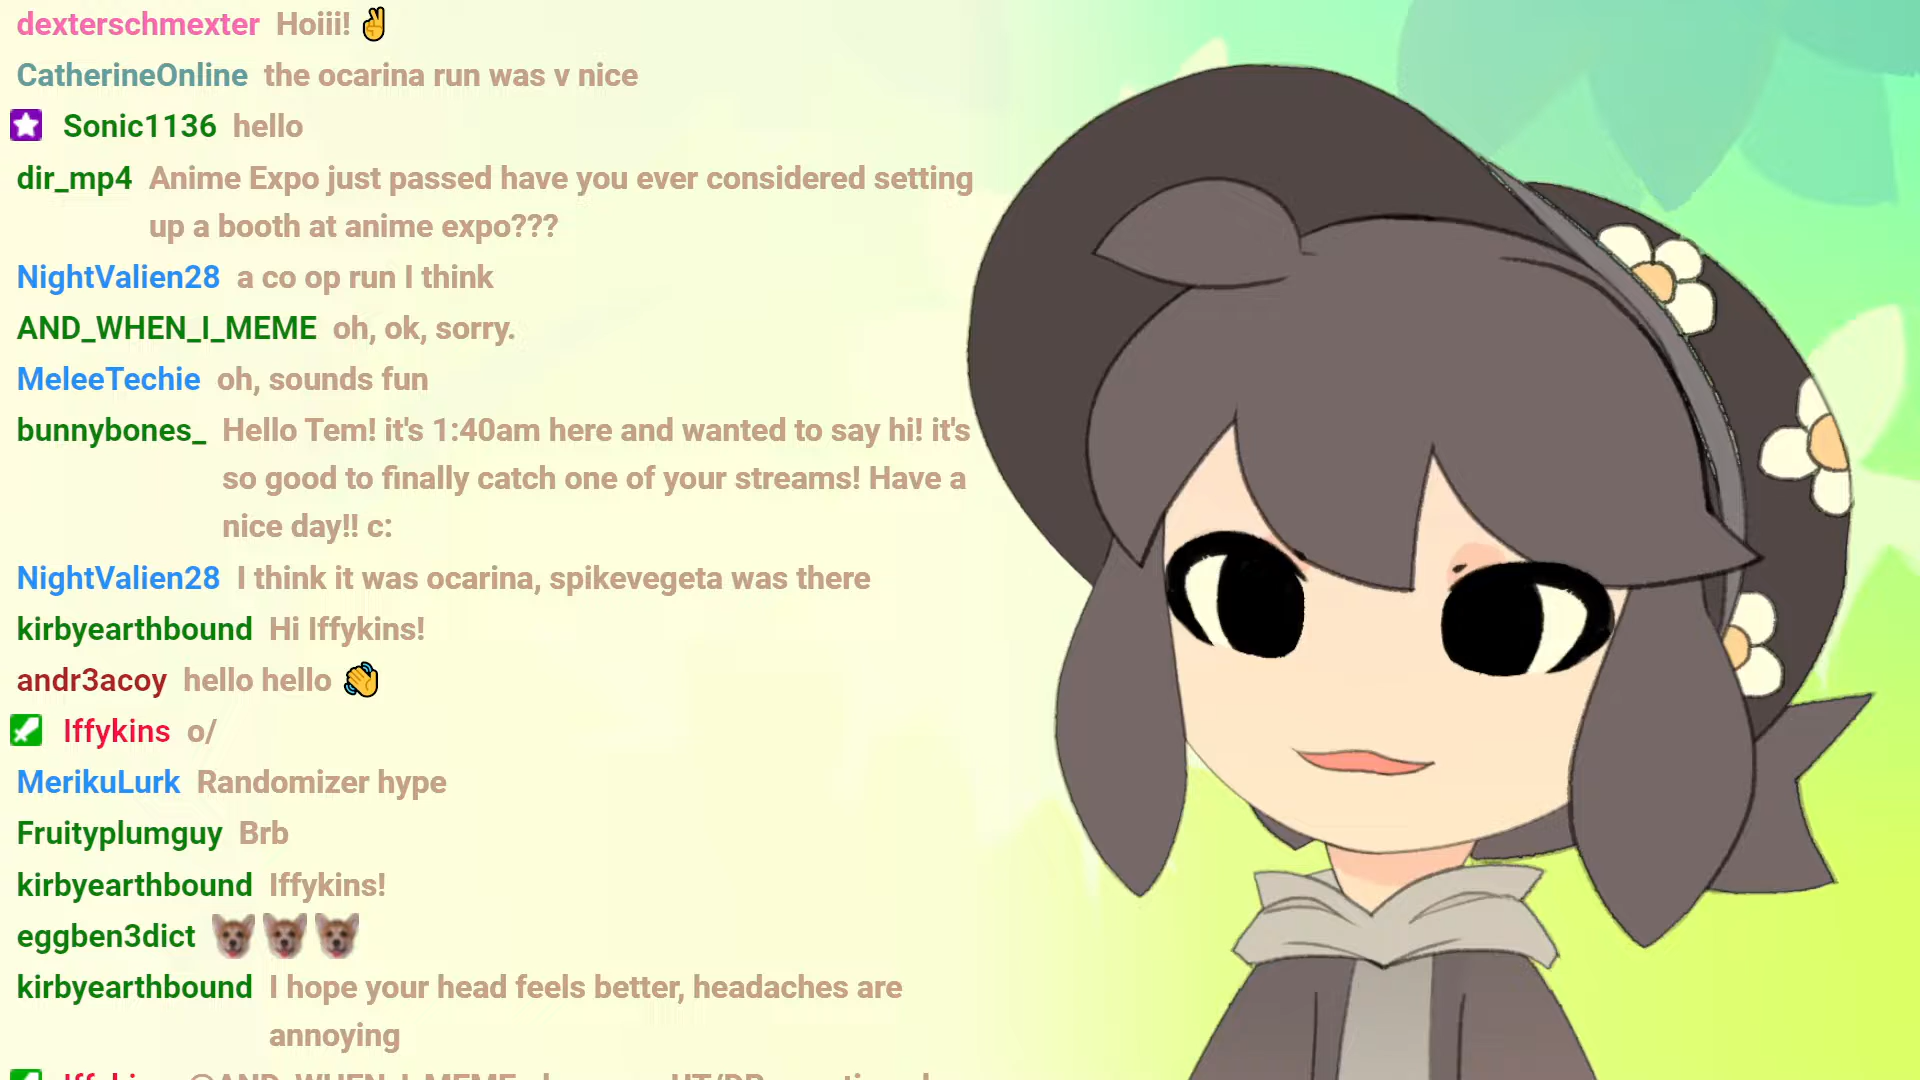 dexterschmexter Hoiii! ✌
CatherineOnline the ocarina run was v nice
Sonic1136 hello
dir_mp4 Anime Expo just passed have you ever considered setting
up a booth at anime expo???
NightValien28 a co op run I think
AND_WHEN_I_MEME oh, ok, sorry.
MeleeTechie oh, sounds fun
bunnybones_ Hello Tem! it's 1:40am here and wanted to say hi! it's
so good to finally catch one of your streams! Have a
nice day!! c:
NightValien28 I think it was ocarina, spikevegeta was there
kirbyearthbound Hi Iffykins!
andr3acoy hello hello 👋
Iffykins o/
MerikuLurk Randomizer hype
Fruityplumguy Brb
kirbyearthbound Iffykins!
eggben3dict
kirbyearthbound I hope your head feels better, headaches are
annoying
Iffykins @AND_WHEN_I_MEME